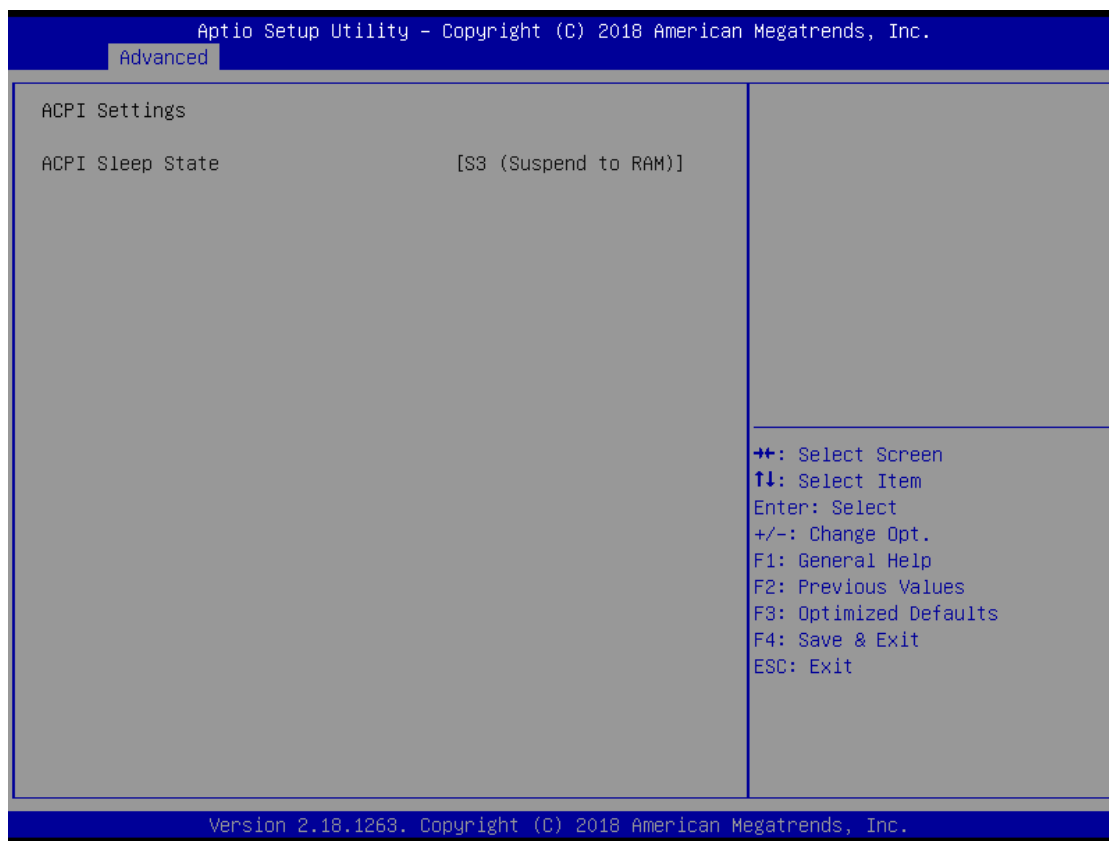 Aptio Setup Utility – Copyright (C) 2018 American Megatrends, Inc.
Advanced
ACPI Settings
ACPI Sleep State [S3 (Suspend to RAM)]
→←: Select Screen
↑↓: Select Item
Enter: Select
+/-: Change Opt.
F1: General Help
F2: Previous Values
F3: Optimized Defaults
F4: Save & Exit
ESC: Exit
Version 2.18.1263. Copyright (C) 2018 American Megatrends, Inc.